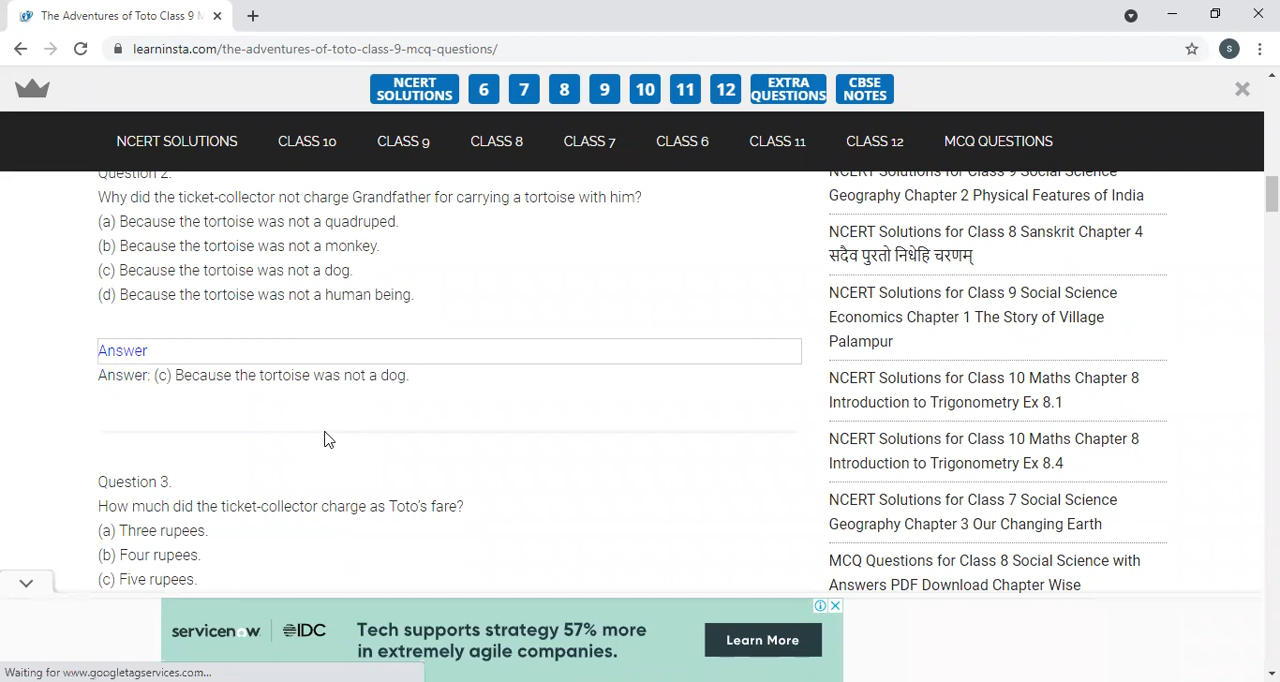 The Adventures of Toto Class 9 M
learninsta.com/the-adventures-of-toto-class-9-mcq-questions/
S
NCERT SOLUTIONS
6
7
8
9
10
11
12
EXTRA QUESTIONS
CBSE NOTES
NCERT SOLUTIONS
CLASS 10
CLASS 9
CLASS 8
CLASS 7
CLASS 6
CLASS 11
CLASS 12
MCQ QUESTIONS
Question 2.
Why did the ticket-collector not charge Grandfather for carrying a tortoise with him?
(a) Because the tortoise was not a quadruped.
(b) Because the tortoise was not a monkey.
(c) Because the tortoise was not a dog.
(d) Because the tortoise was not a human being.
Answer
Answer: (c) Because the tortoise was not a dog.
Question 3.
How much did the ticket-collector charge as Toto's fare?
(a) Three rupees.
(b) Four rupees.
(c) Five rupees.
NCERT Solutions for Class 9 Social Science
Geography Chapter 2 Physical Features of India
NCERT Solutions for Class 8 Sanskrit Chapter 4
सदैव पुरतो निधेहि चरणम्
NCERT Solutions for Class 9 Social Science
Economics Chapter 1 The Story of Village
Palampur
NCERT Solutions for Class 10 Maths Chapter 8
Introduction to Trigonometry Ex 8.1
NCERT Solutions for Class 10 Maths Chapter 8
Introduction to Trigonometry Ex 8.4
NCERT Solutions for Class 7 Social Science
Geography Chapter 3 Our Changing Earth
MCQ Questions for Class 8 Social Science with
Answers PDF Download Chapter Wise
servicenow
IDC
Tech supports strategy 57% more
in extremely agile companies.
Learn More
Waiting for www.googletagservices.com...